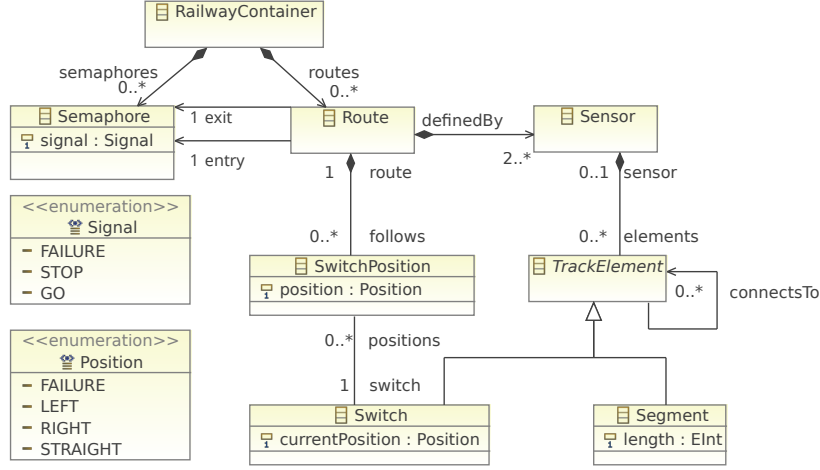 RailwayContainer
semaphores
0..*
routes
0..*
Semaphore
signal : Signal
1 exit
1 entry
Route
definedBy
2..*
Sensor
1
route
0..1
sensor
<<enumeration>>
Signal
FAILURE
STOP
GO
0..*
follows
0..*
elements
SwitchPosition
position : Position
TrackElement
0..*
connectsTo
<<enumeration>>
Position
FAILURE
LEFT
RIGHT
STRAIGHT
0..*
positions
1
switch
Switch
currentPosition : Position
Segment
length : EInt